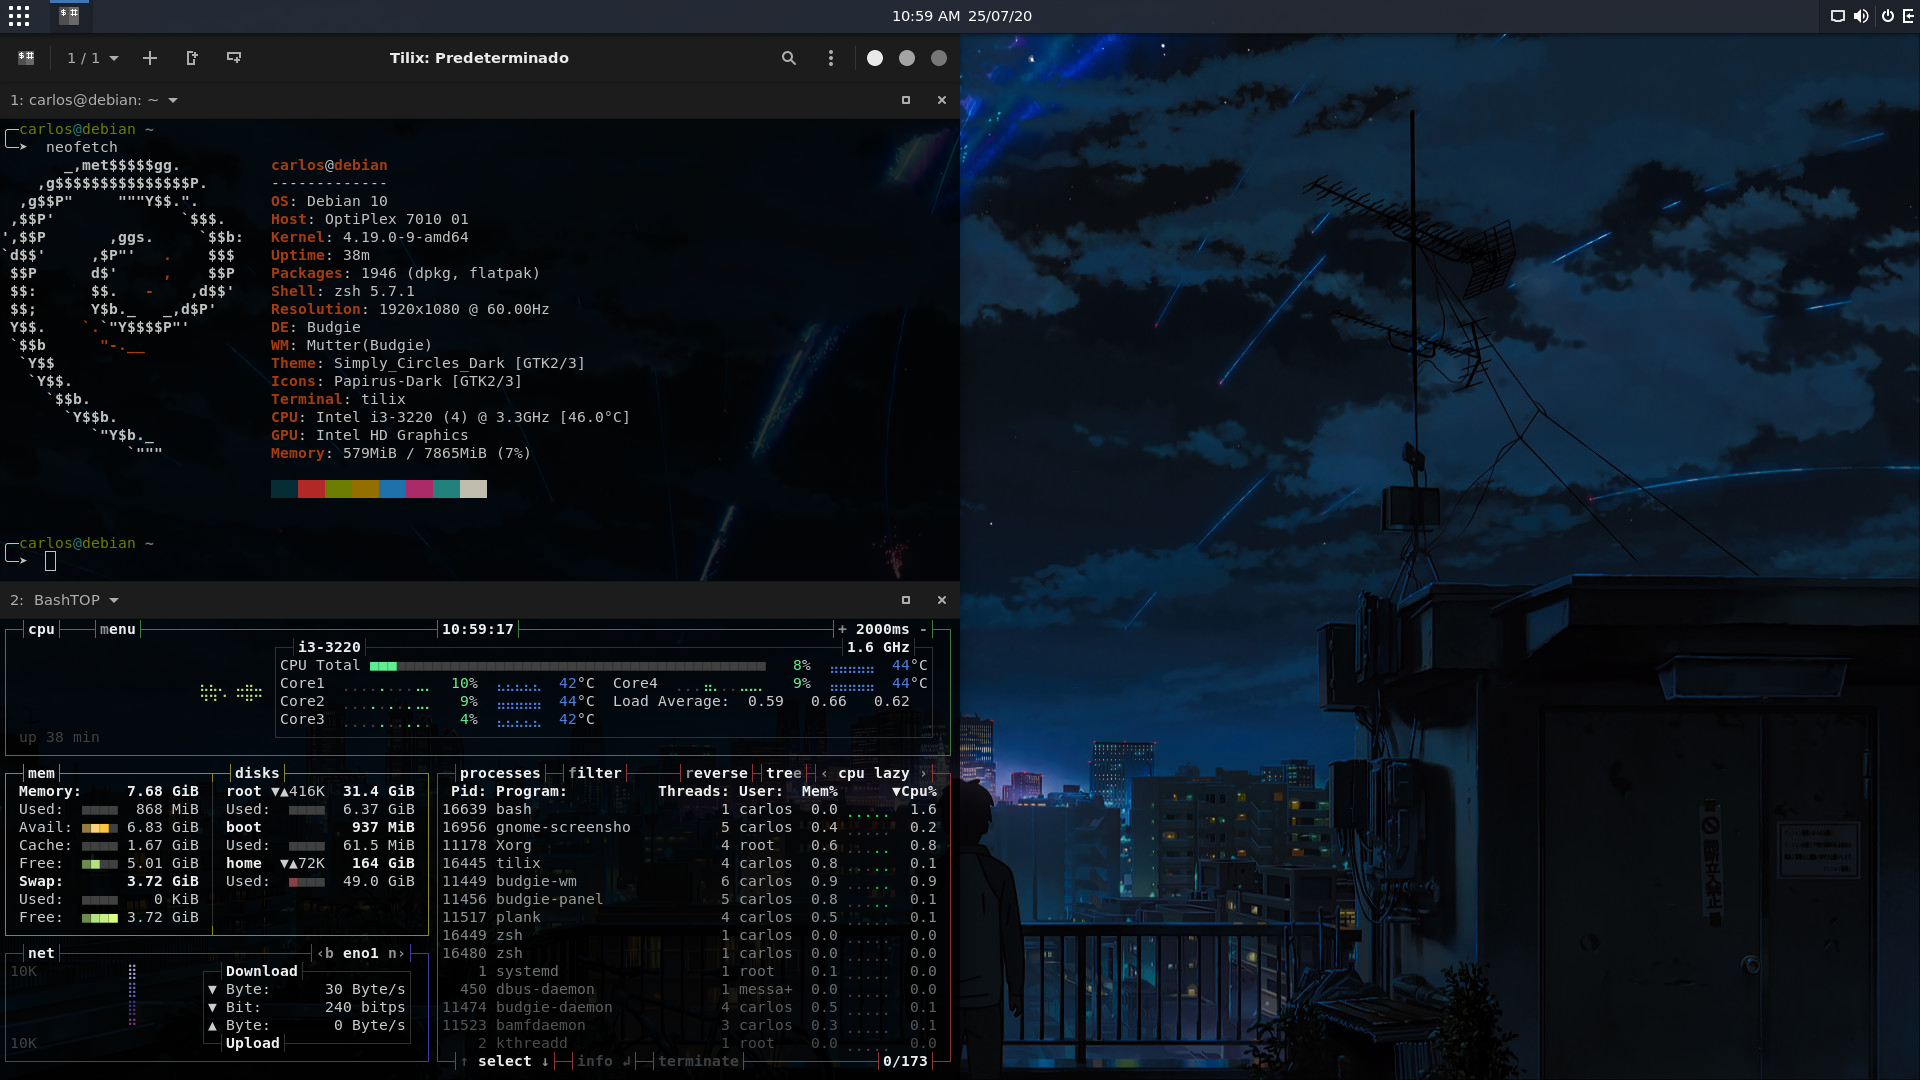 10:59 AM 25/07/20
1 / 1
Tilix: Predeterminado
1: carlos@debian: ~
carlos@debian ~
neofetch
carlos@debian
-------------
OS: Debian 10
Host: OptiPlex 7010 01
Kernel: 4.19.0-9-amd64
Uptime: 38m
Packages: 1946 (dpkg, flatpak)
Shell: zsh 5.7.1
Resolution: 1920x1080 @ 60.00Hz
DE: Budgie
WM: Mutter(Budgie)
Theme: Simply_Circles_Dark [GTK2/3]
Icons: Papirus-Dark [GTK2/3]
Terminal: tilix
CPU: Intel i3-3220 (4) @ 3.3GHz [46.0°C]
GPU: Intel HD Graphics
Memory: 579MiB / 7865MiB (7%)
carlos@debian ~
2: BashTOP
cpu menu 10:59:17 + 2000ms -
i3-3220 1.6 GHz
CPU Total 8% 44°C
Core1 10% 42°C Core4 9% 44°C
Core2 9% 44°C Load Average: 0.59 0.66 0.62
Core3 4% 42°C
up 38 min
mem disks
Memory: 7.68 GiB root ▼▲416K 31.4 GiB
Used: 868 MiB Used: 6.37 GiB
Avail: 6.83 GiB boot 937 MiB
Cache: 1.67 GiB Used: 61.5 MiB
Free: 5.01 GiB home ▼▲72K 164 GiB
Swap: 3.72 GiB Used: 49.0 GiB
Used: 0 KiB
Free: 3.72 GiB
net ‹b eno1 n›
10K Download
▼ Byte: 30 Byte/s
▼ Bit: 240 bitps
▲ Byte: 0 Byte/s
10K Upload
processes filter reverse tree ‹ cpu lazy ›
Pid: Program: Threads: User: Mem% ▼Cpu%
16639 bash 1 carlos 0.0 1.6
16956 gnome-screensho 5 carlos 0.4 0.2
11178 Xorg 4 root 0.6 0.8
16445 tilix 4 carlos 0.8 0.1
11449 budgie-wm 6 carlos 0.9 0.9
11456 budgie-panel 5 carlos 0.8 0.1
11517 plank 4 carlos 0.5 0.1
16449 zsh 1 carlos 0.0 0.0
16480 zsh 1 carlos 0.0 0.0
1 systemd 1 root 0.1 0.0
450 dbus-daemon 1 messa+ 0.0 0.0
11474 budgie-daemon 4 carlos 0.5 0.1
11523 bamfdaemon 3 carlos 0.3 0.1
2 kthreadd 1 root 0.0 0.0
↑ select ↓ info ↲ terminate 0/173